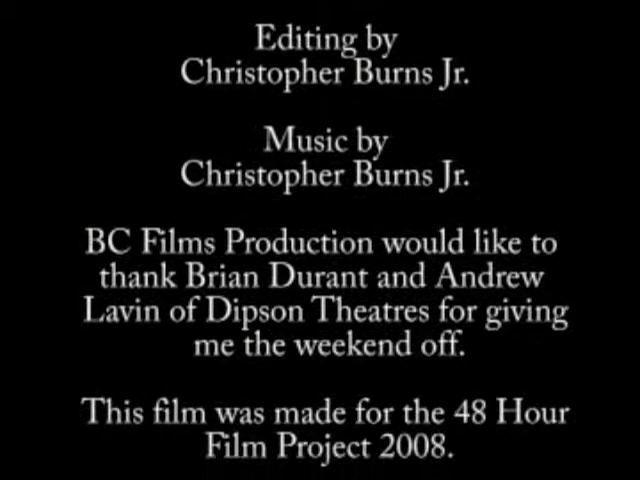 Editing by
Christopher Burns Jr.
Music by
Christopher Burns Jr.
BC Films Production would like to
thank Brian Durant and Andrew
Lavin of Dipson Theatres for giving
me the weekend off.
This film was made for the 48 Hour
Film Project 2008.